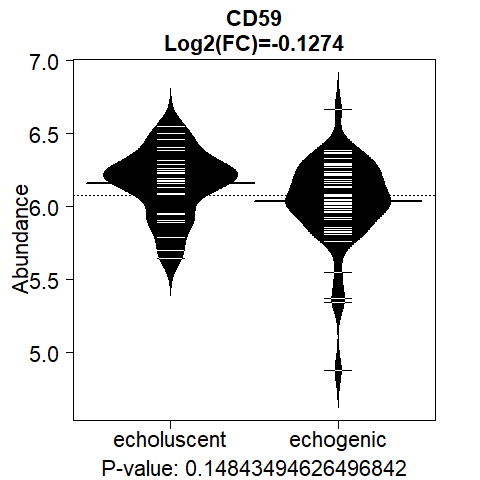 CD59
Log2(FC)=-0.1274
Abundance
7.0
6.5
6.0
5.5
5.0
echoluscent echogenic
P-value: 0.14843494626496842